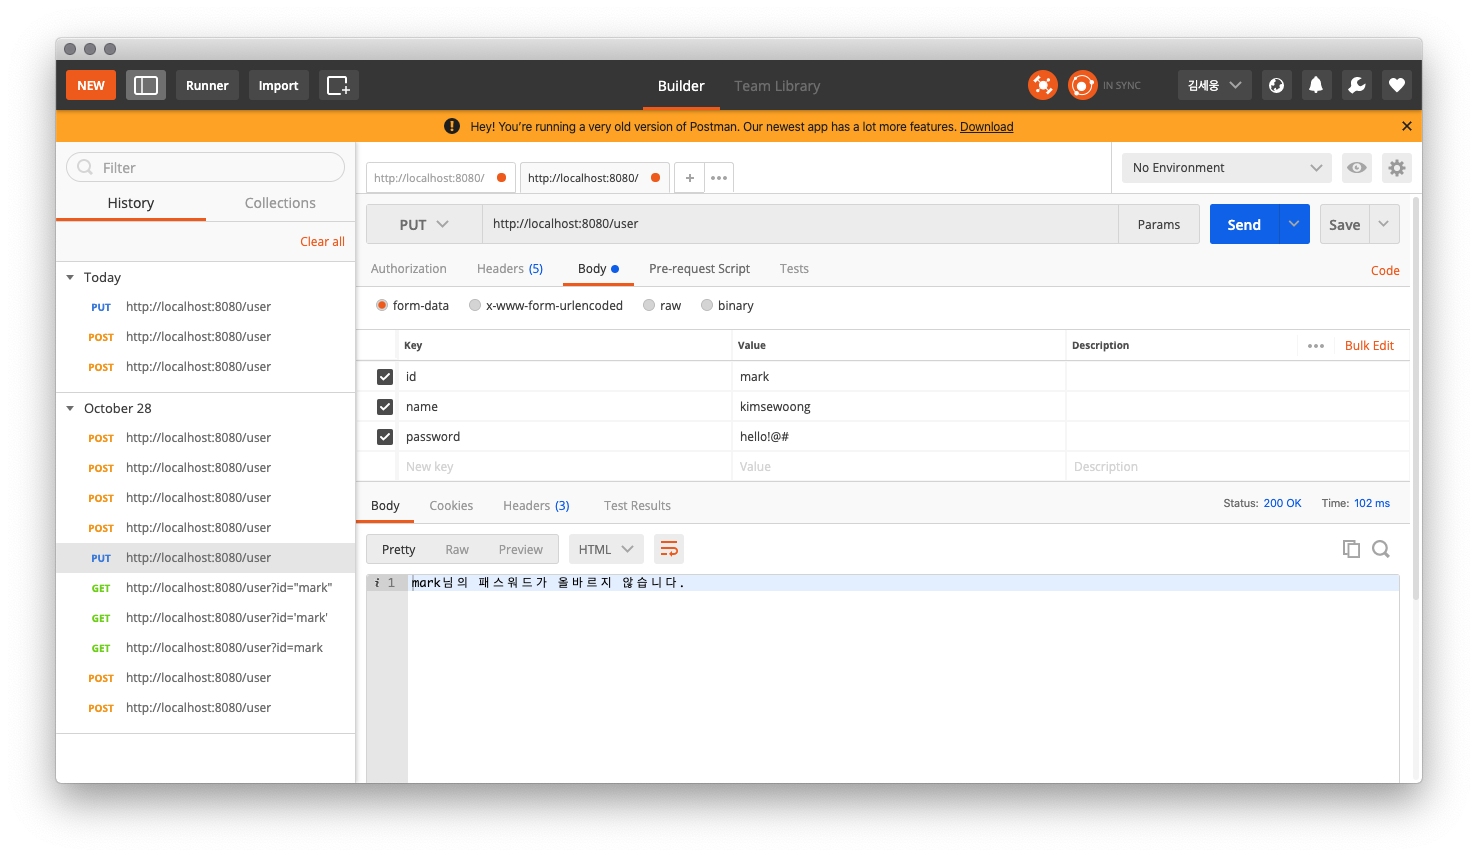 NEW Runner Import Builder Team Library IN SYNC 김세웅
Hey! You're running a very old version of Postman. Our newest app has a lot more features. Download
Filter
History Collections
Clear all
Today
PUT http://localhost:8080/user
POST http://localhost:8080/user
POST http://localhost:8080/user
October 28
POST http://localhost:8080/user
POST http://localhost:8080/user
POST http://localhost:8080/user
POST http://localhost:8080/user
PUT http://localhost:8080/user
GET http://localhost:8080/user?id="mark"
GET http://localhost:8080/user?id='mark'
GET http://localhost:8080/user?id=mark
POST http://localhost:8080/user
POST http://localhost:8080/user
http://localhost:8080/ http://localhost:8080/ + No Environment
PUT http://localhost:8080/user Params Send Save
Authorization Headers (5) Body Pre-request Script Tests Code
form-data x-www-form-urlencoded raw binary
Key Value Description Bulk Edit
id mark
name kimsewoong
password hello!@#
New key Value Description
Body Cookies Headers (3) Test Results Status: 200 OK Time: 102 ms
Pretty Raw Preview HTML
i 1 mark님의 패스워드가 올바르지 않습니다.